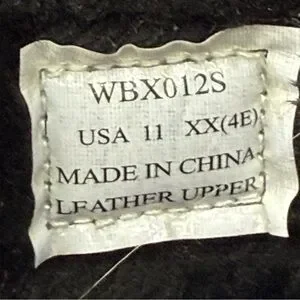 WBX012S
USA 11 XX(4E)
MADE IN CHINA
LEATHER UPPER